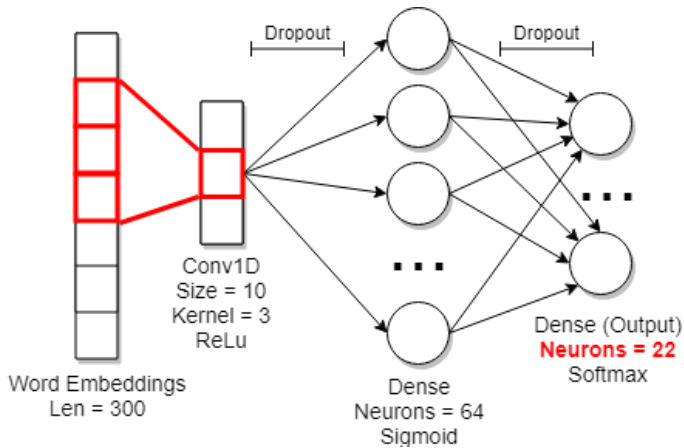 Dropout
Dropout
Conv1D
Size = 10
Kernel = 3
ReLu
Word Embeddings
Len = 300
Dense
Neurons = 64
Sigmoid
Dense (Output)
Neurons = 22
Softmax